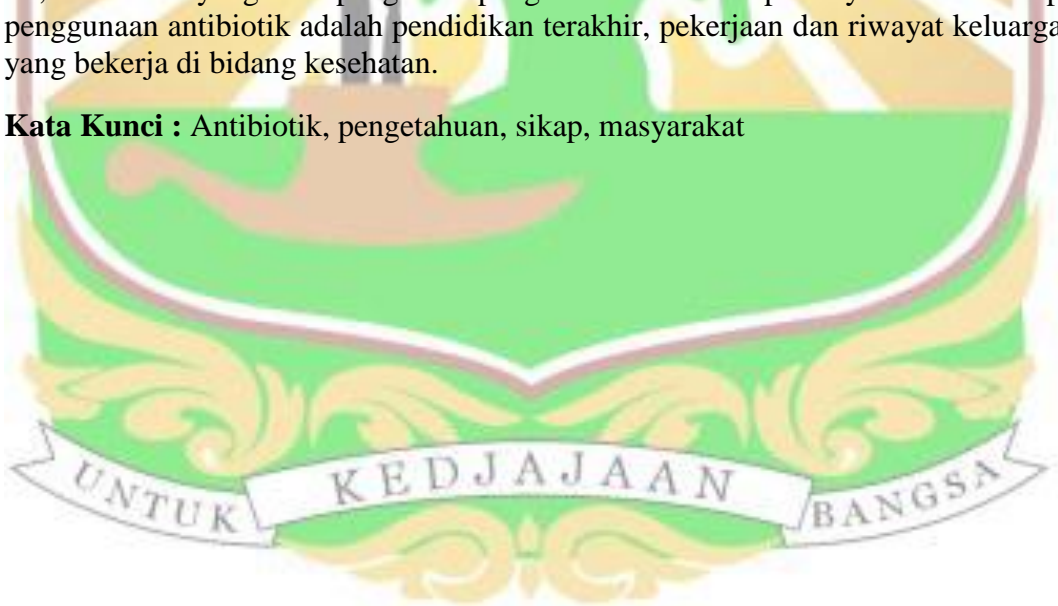 penggunaan antibiotik adalah pendidikan terakhir, pekerjaan dan riwayat keluarga
yang bekerja di bidang kesehatan.
Kata Kunci : Antibiotik, pengetahuan, sikap, masyarakat
UNTUK KEDJAJAAN BANGSA